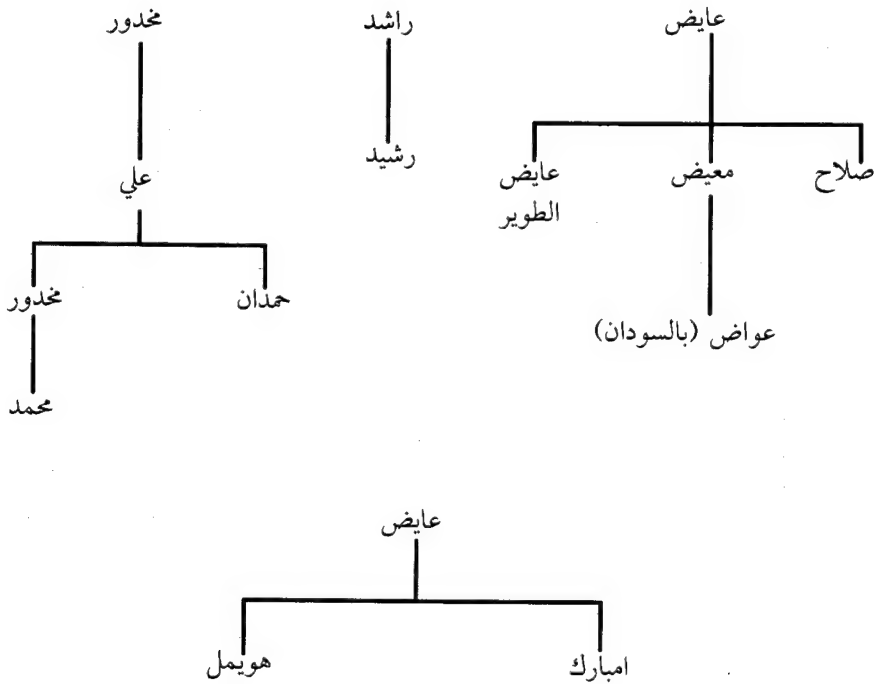 عايض
راشد
مخدور
رشيد
صلاح
معيض
عايض
الطوير
علي
حمدان
مخدور
عواض (بالسودان)
محمد
عايض
امبارك
هويمل